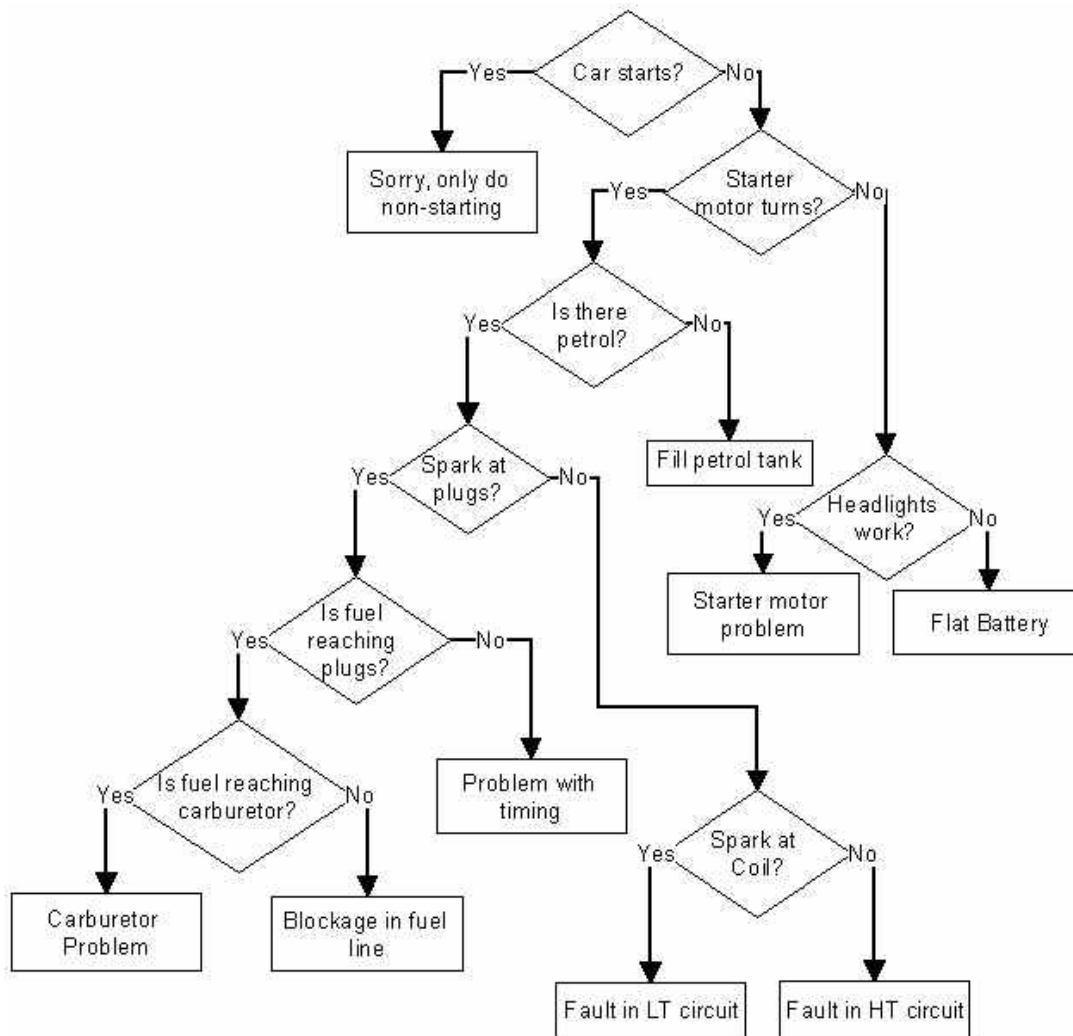 Car starts?
Yes
No
Sorry, only do
non-starting
Starter
motor turns?
Yes
No
Is there
petrol?
Yes
No
Fill petrol tank
Spark at
plugs?
Yes
No
Headlights
work?
Yes
No
Starter motor
problem
Flat Battery
Is fuel
reaching
plugs?
Yes
No
Is fuel reaching
carburetor?
Yes
No
Problem with
timing
Spark at
Coil?
Yes
No
Carburetor
Problem
Blockage in fuel
line
Fault in LT circuit
Fault in HT circuit